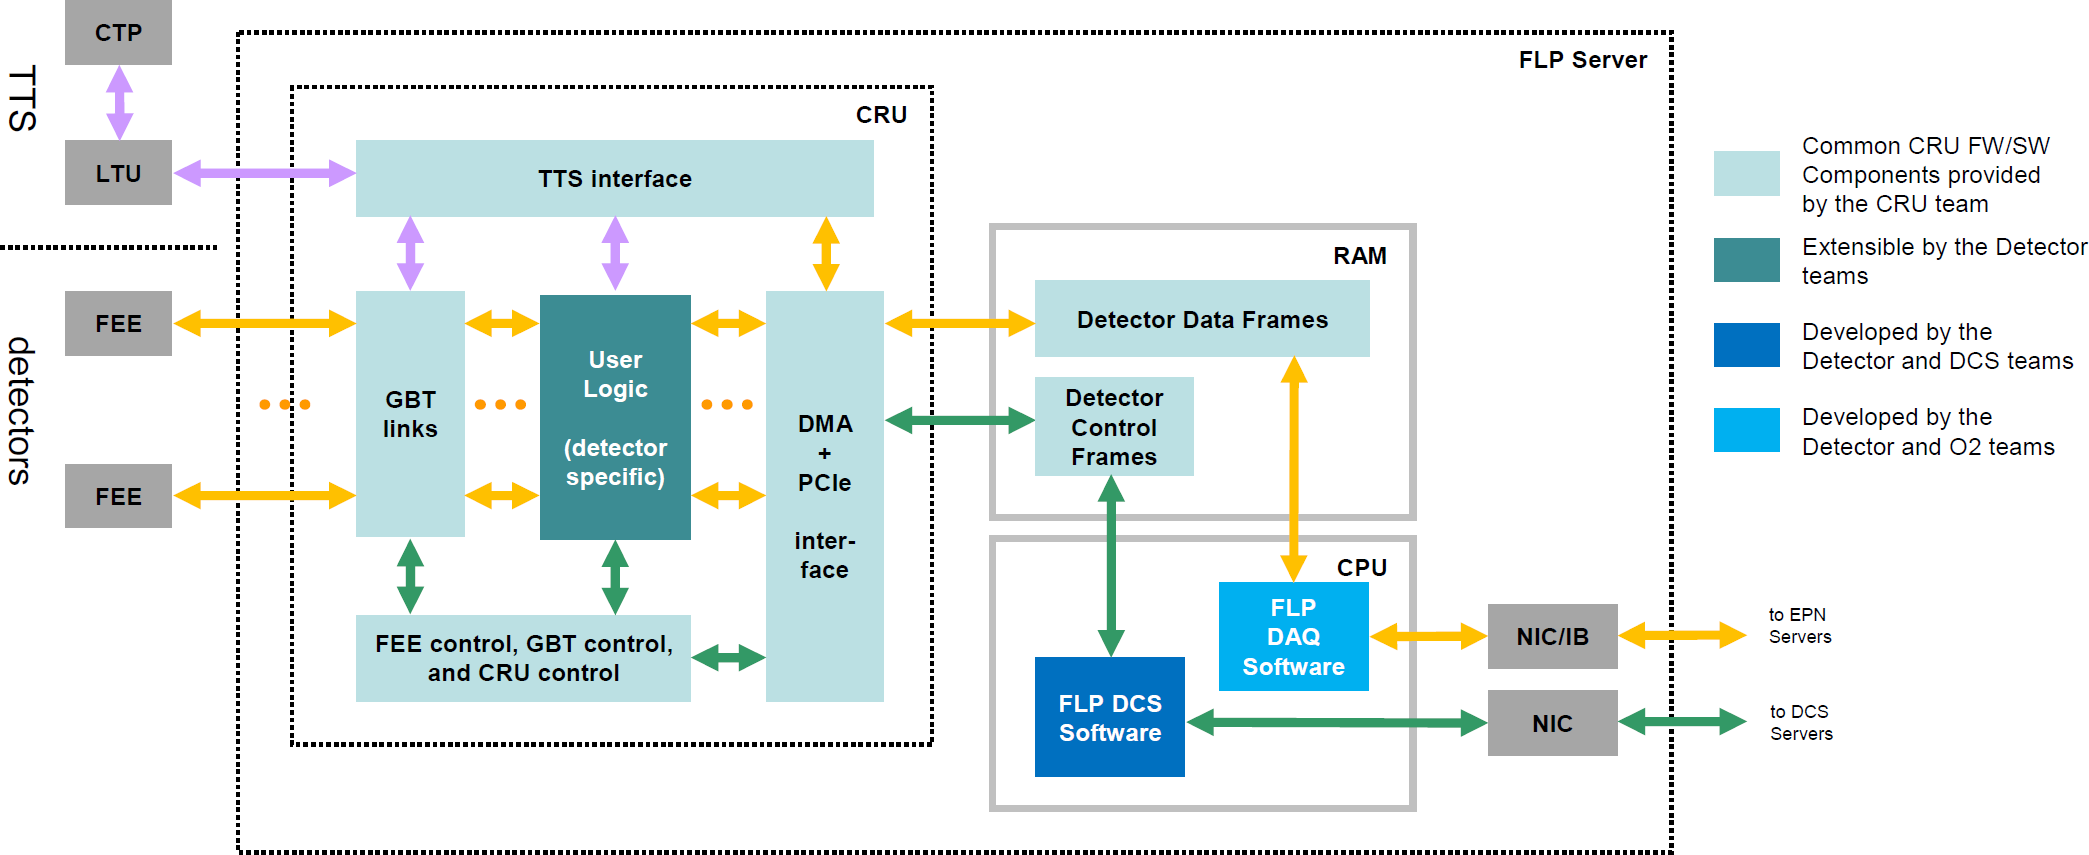 CTP
TTS
LTU
FLP Server
CRU
TTS interface
detectors
FEE
FEE
GBT
links
User
Logic
(detector
specific)
DMA
+
PCIe
inter-
face
FEE control, GBT control,
and CRU control
RAM
Detector Data Frames
Detector
Control
Frames
CPU
FLP
DAQ
Software
FLP DCS
Software
NIC/IB
NIC
to EPN
Servers
to DCS
Servers
Common CRU FW/SW
Components provided
by the CRU team
Extensible by the Detector
teams
Developed by the
Detector and DCS teams
Developed by the
Detector and O2 teams